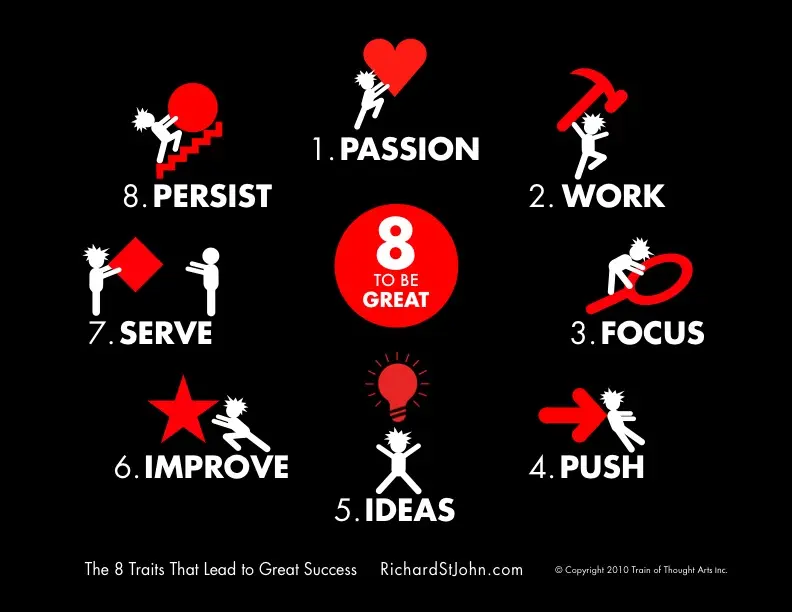 8
TO BE
GREAT
1. PASSION
2. WORK
3. FOCUS
4. PUSH
5. IDEAS
6. IMPROVE
7. SERVE
8. PERSIST
The 8 Traits That Lead to Great Success RichardStJohn.com © Copyright 2010 Train of Thought Arts Inc.